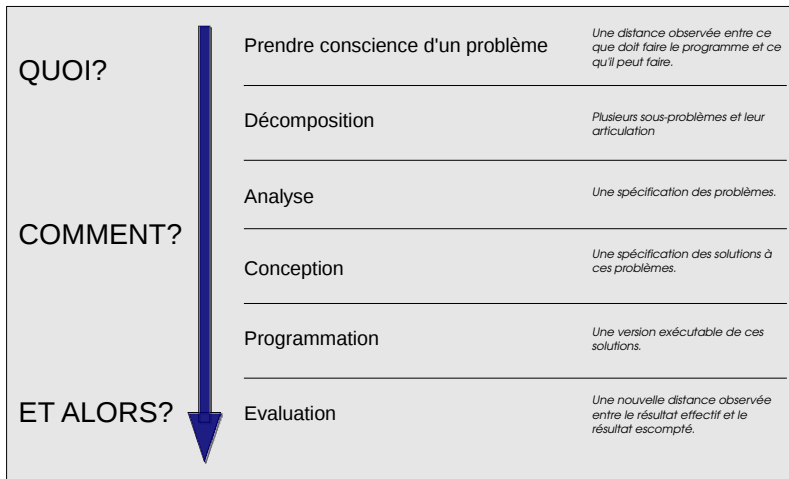 QUOI?
Prendre conscience d'un problème
Une distance observée entre ce
que doit faire le programme et ce
qu'il peut faire.
Décomposition
Plusieurs sous-problèmes et leur
articulation
Analyse
Une spécification des problèmes.
COMMENT?
Conception
Une spécification des solutions à
ces problèmes.
Programmation
Une version exécutable de ces
solutions.
ET ALORS?
Evaluation
Une nouvelle distance observée
entre le résultat effectif et le
résultat escompté.